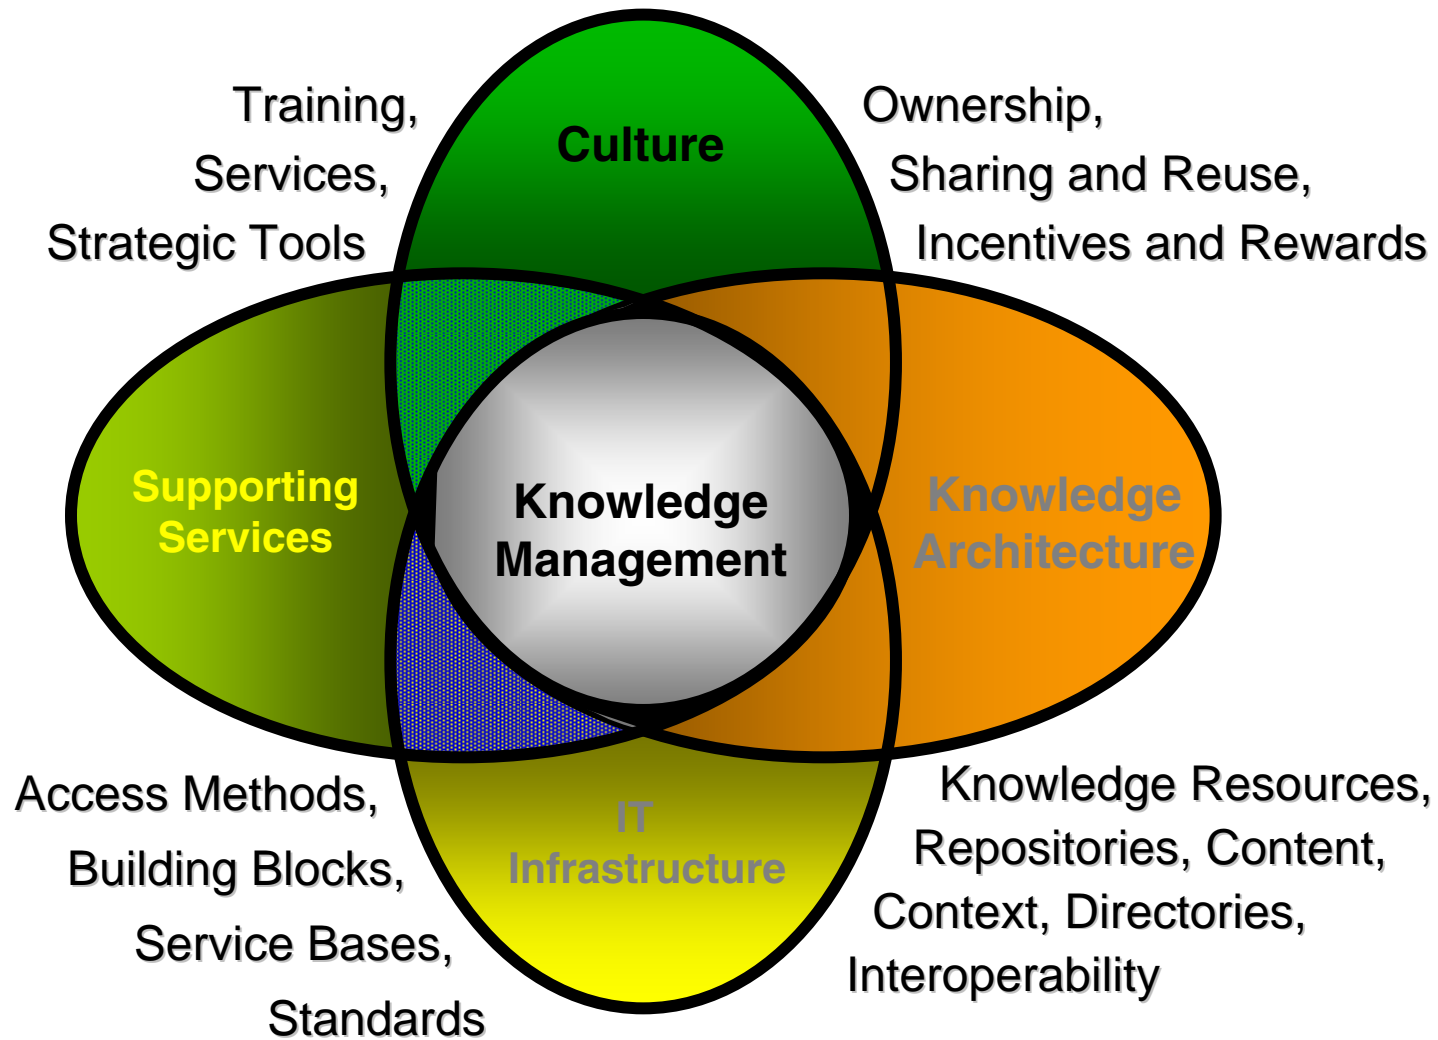 Training,
Services,
Strategic Tools
Culture
Ownership,
Sharing and Reuse,
Incentives and Rewards
Supporting
Services
Knowledge
Management
Knowledge
Architecture
IT
Infrastructure
Access Methods,
Building Blocks,
Service Bases,
Standards
Knowledge Resources,
Repositories, Content,
Context, Directories,
Interoperability